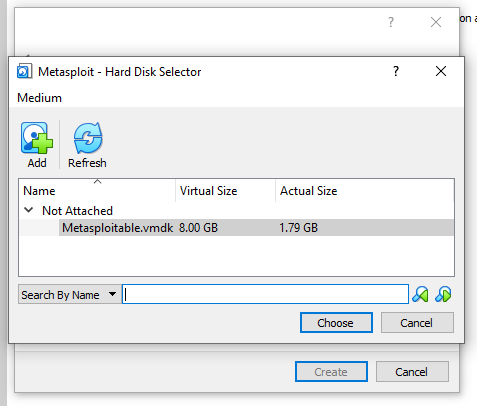 on a
Metasploit - Hard Disk Selector
Medium
Add Refresh
Name Virtual Size Actual Size
Not Attached
Metasploitable.vmdk 8.00 GB 1.79 GB
Search By Name
Choose Cancel
Create Cancel